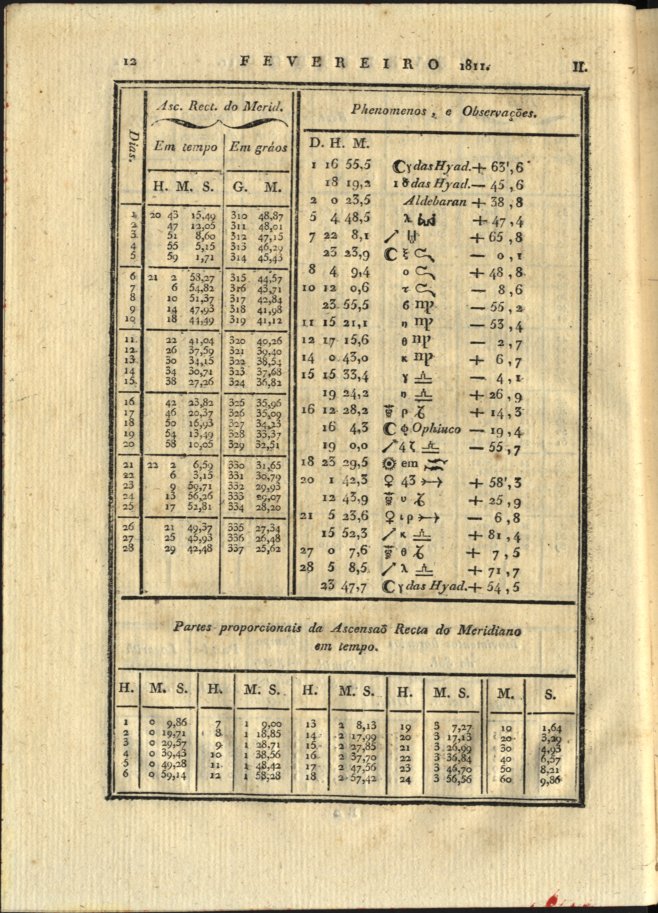 12 FEVEREIRO 1811. II.
Dias. Asc. Rect. do Merid. Phenomenos, e Observações.
Em tempo Em gráos
H. M. S. G. M.
1 20 43 15,49 310 48,87
2 47 12,05 311 48,01
3 51 8,60 312 47,15
4 55 5,15 313 46,29
5 59 1,71 314 45,43
6 21 2 58,27 315 44,57
7 6 54,82 316 43,71
8 10 51,37 317 42,84
9 14 47,93 318 41,98
10 18 44,49 319 41,12
11 22 41,04 320 40,26
12 26 37,59 321 39,40
13 30 34,15 322 38,54
14 34 30,71 323 37,68
15 38 27,26 324 36,82
16 42 23,82 325 35,96
17 46 20,37 326 35,09
18 50 16,93 327 34,23
19 54 13,49 328 33,37
20 58 10,05 329 32,51
21 22 2 6,59 330 31,65
22 6 3,15 331 30,79
23 9 59,71 332 29,93
24 13 56,26 333 29,07
25 17 52,81 334 28,20
26 21 49,37 335 27,34
27 25 45,93 336 26,48
28 29 42,48 337 25,62
D. H. M.
1 16 55,5 ☾ γ das Hyad. + 63',6
18 19,2 1 δ das Hyad. — 45,6
2 0 23,5 Aldebaran + 38,8
5 4 48,5 λ + 47,4
7 22 8,1 ♅ + 65,8
23 23,9 ☾ ξ ♌ — 0,1
8 4 9,4 ο ♌ + 48,8
10 12 0,6 τ ♌ — 8,6
23 55,5 6 ♍ — 55,2
11 15 21,1 η ♍ — 53,4
12 17 15,6 θ ♍ — 2,7
14 0 43,0 κ ♍ + 6,7
15 15 33,4 γ ♎ — 4,1
19 24,2 η ♎ + 26,9
16 12 28,2 ☿ ρ ♑ + 14,3
16 4,3 ☾ φ Ophiuco — 19,4
19 0,0 4 ζ ♎ — 55,7
18 23 29,5 ☉ em ♓
20 1 42,3 ♀ 43 ♐ + 58',3
12 43,9 ☿ υ ♑ + 25,9
21 5 23,6 ♀ ι ρ ♐ — 6,8
15 52,3 κ ♎ + 81,4
27 0 7,6 ☿ θ ♑ + 7,5
28 5 8,5 λ ♎ + 71,7
23 47,7 ☾ γ das Hyad. + 54,5
Partes proporcionais da Ascensaõ Recta do Meridiano
em tempo.
H. M. S. H. M. S. H. M. S. H. M. S. M. S.
1 0 9,86 7 1 9,00 13 2 8,13 19 3 7,27 10 1,64
2 0 19,71 8 1 18,85 14 2 17,99 20 3 17,13 20 3,29
3 0 29,57 9 1 28,71 15 2 27,85 21 3 26,99 30 4,93
4 0 39,43 10 1 38,56 16 2 37,70 22 3 36,84 40 6,57
5 0 49,28 11 1 48,42 17 2 47,56 23 3 46,70 50 8,21
6 0 59,14 12 1 58,28 18 2 57,42 24 3 56,56 60 9,86